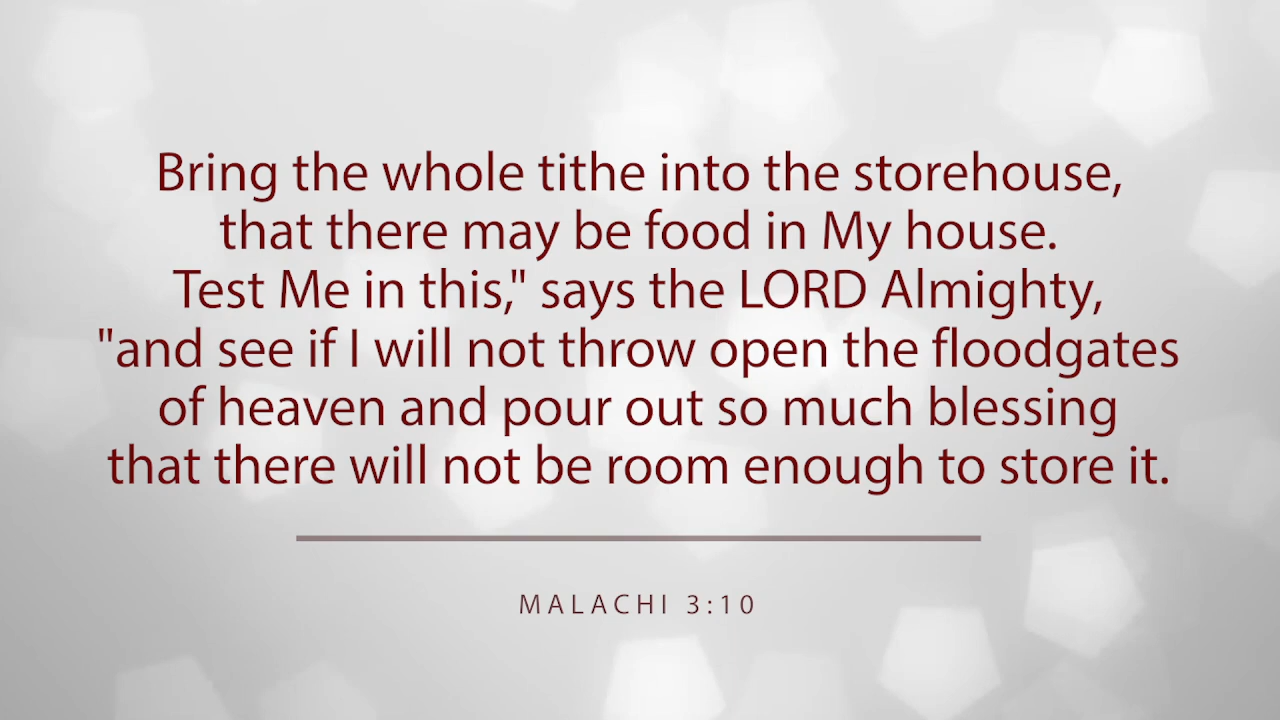 Bring the whole tithe into the storehouse,
that there may be food in My house.
Test Me in this," says the LORD Almighty,
"and see if I will not throw open the floodgates
of heaven and pour out so much blessing
that there will not be room enough to store it.
MALACHI 3:10